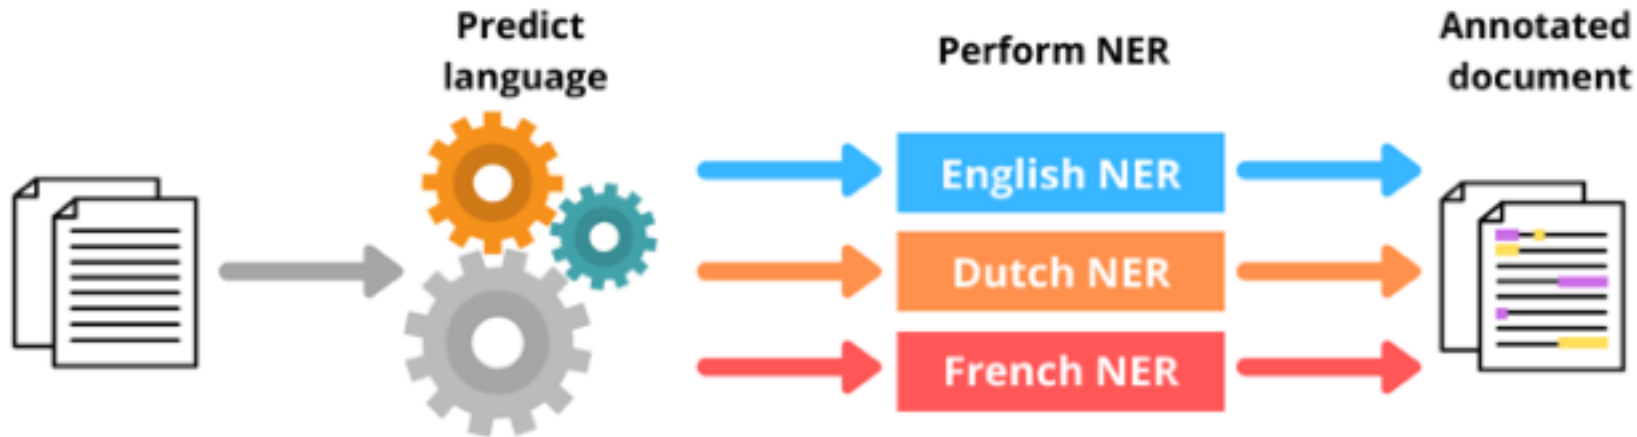 Predict
language
Perform NER
Annotated
document
English NER
Dutch NER
French NER